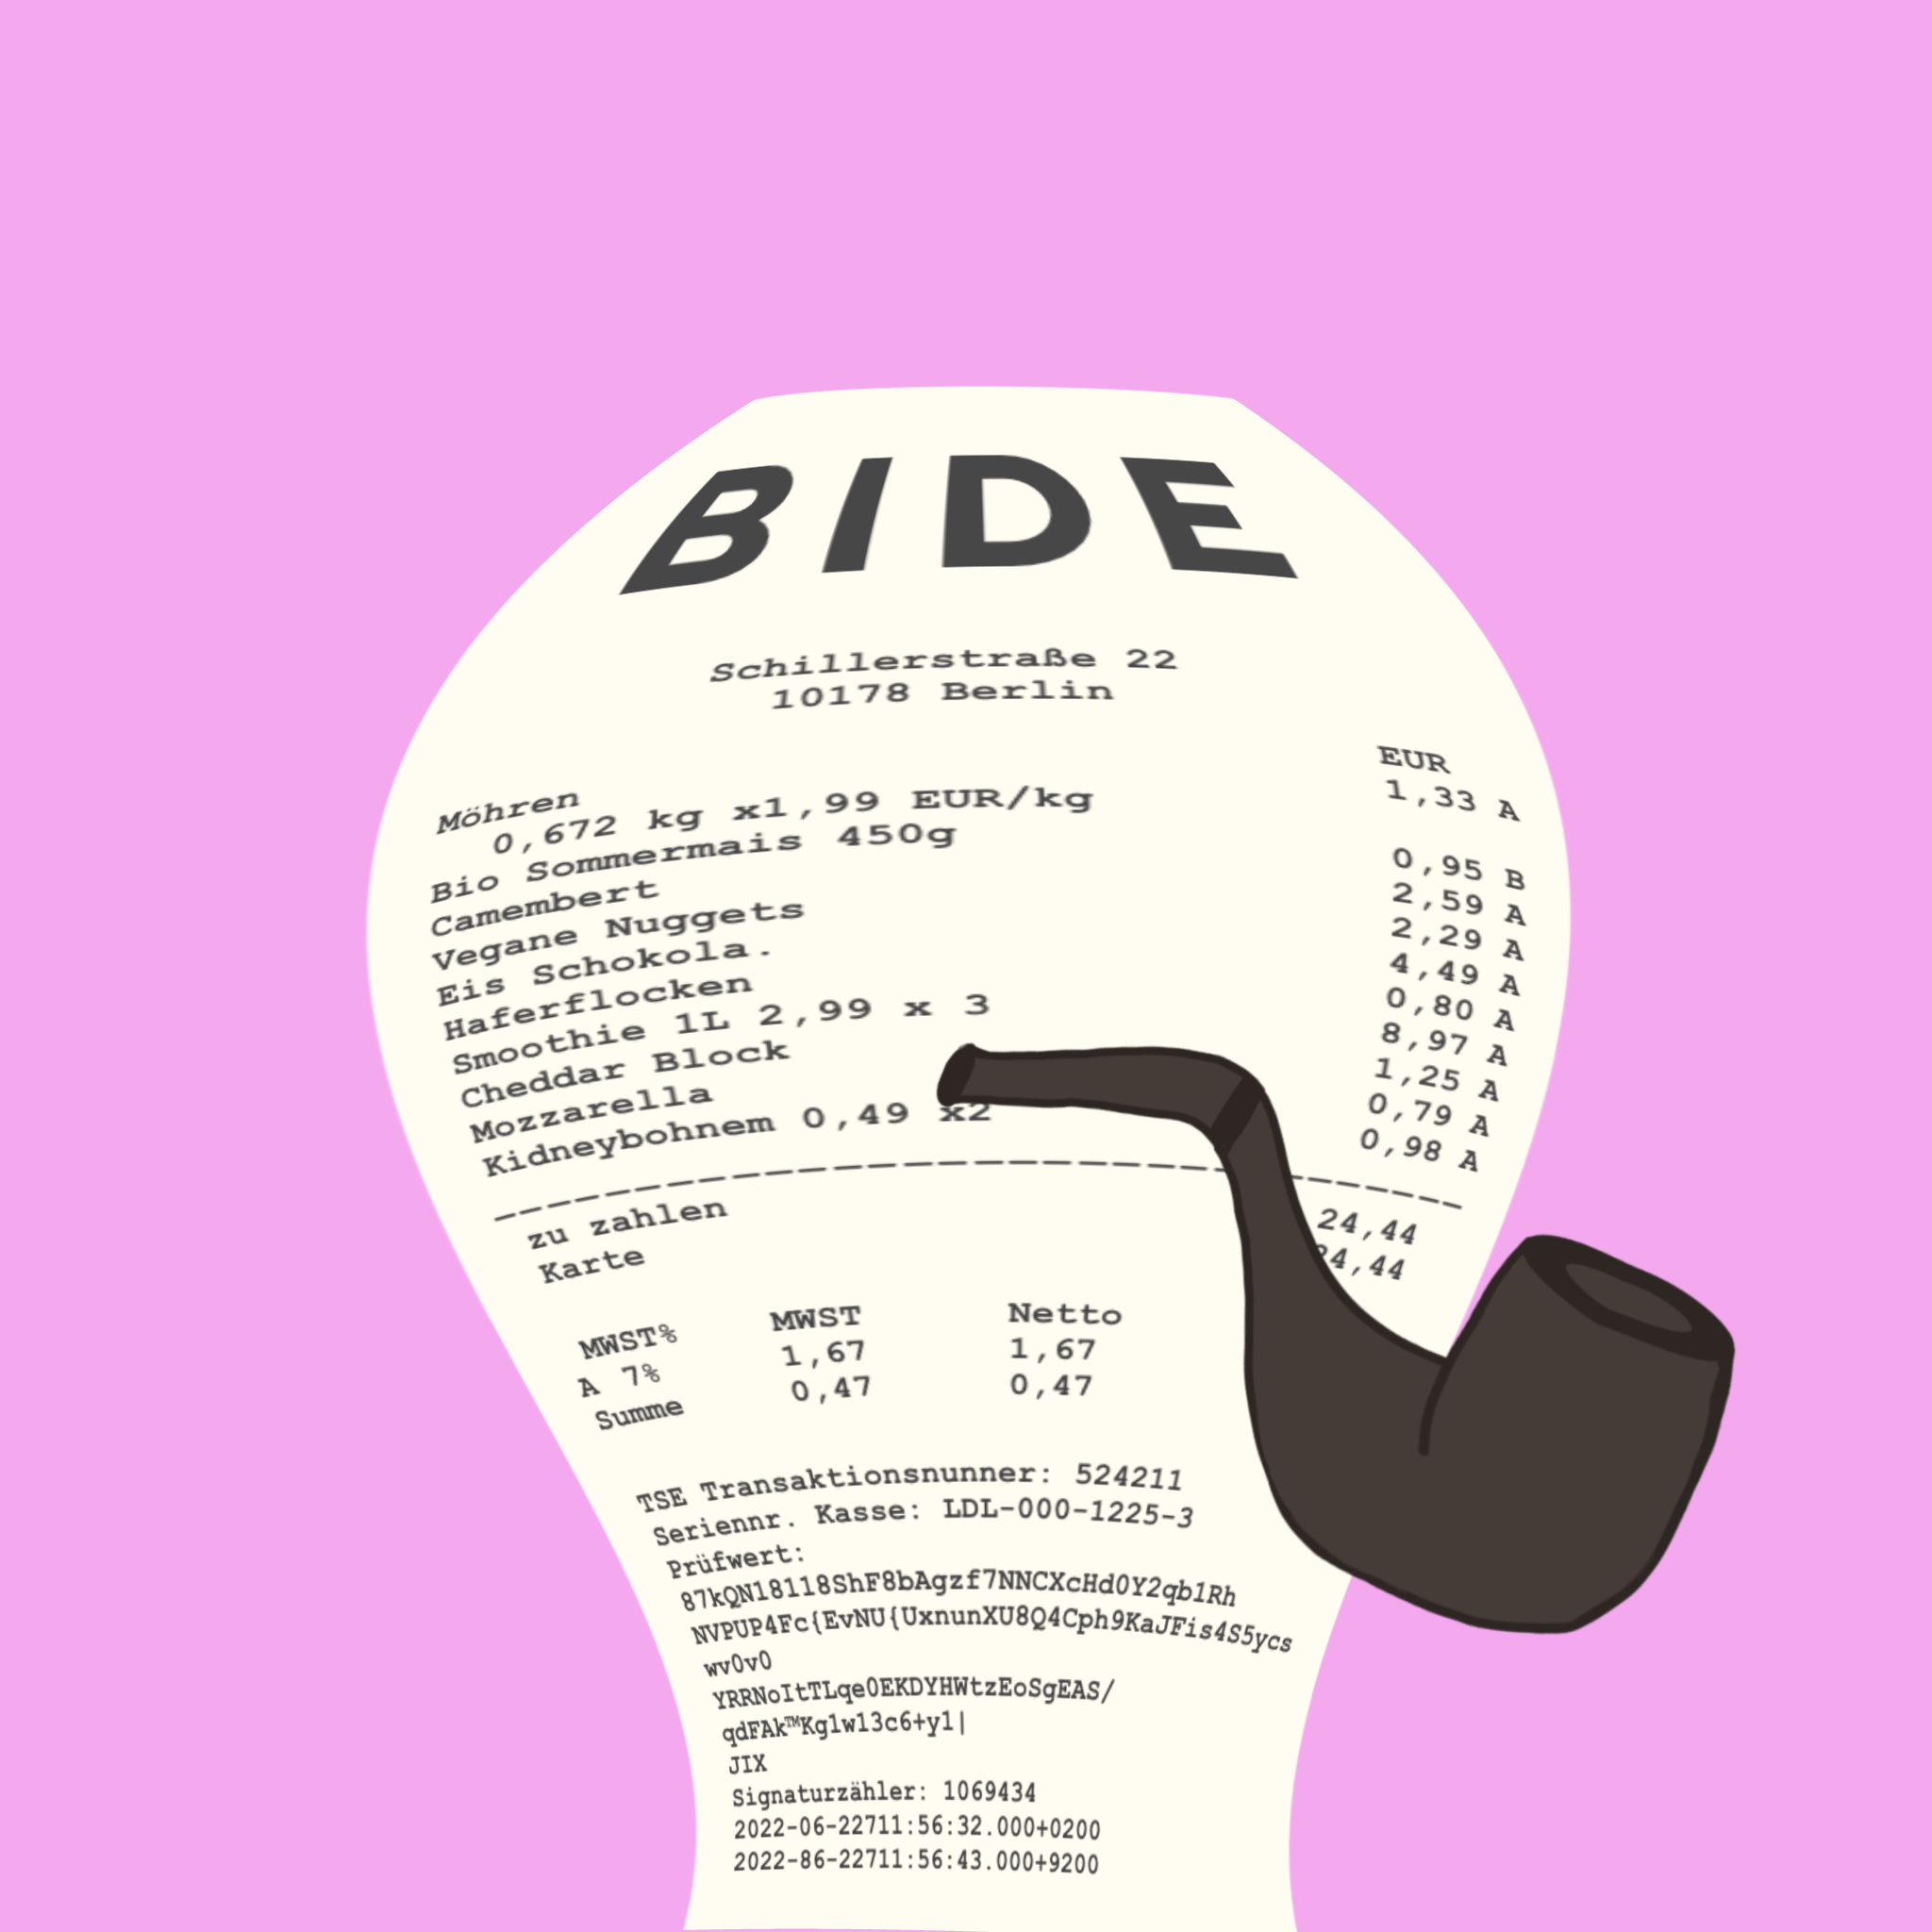 BIDE
Schillerstraße 22
10178 Berlin
EUR
Möhren 1,33 A
0,672 kg x1,99 EUR/kg
Bio Sommermais 450g 0,95 B
Camembert 2,59 A
Vegane Nuggets 2,29 A
Eis Schokola. 4,49 A
Haferflocken 0,80 A
Smoothie 1L 2,99 x 3 8,97 A
Cheddar Block 1,25 A
Mozzarella 0,79 A
Kidneybohnem 0,49 x2 0,98 A
zu zahlen 24,44
Karte 24,44
MWST% MWST Netto
A 7% 1,67 1,67
Summe 0,47 0,47
TSE Transaktionsnunner: 524211
Seriennr. Kasse: LDL-000-1225-3
Prüfwert:
87kQN18118ShF8bAgzf7NNCXcHd0Y2qb1Rh
NVPUP4Fc{EvNU{UxnunXU8Q4Cph9KaJFis4S5ycs
wv0v0
YRRNoItTLqe0EKDYHWtzEoSgEAS/
qdFAk™Kg1w13c6+y1|
JIX
Signaturzähler: 1069434
2022-06-22711:56:32.000+0200
2022-86-22711:56:43.000+9200